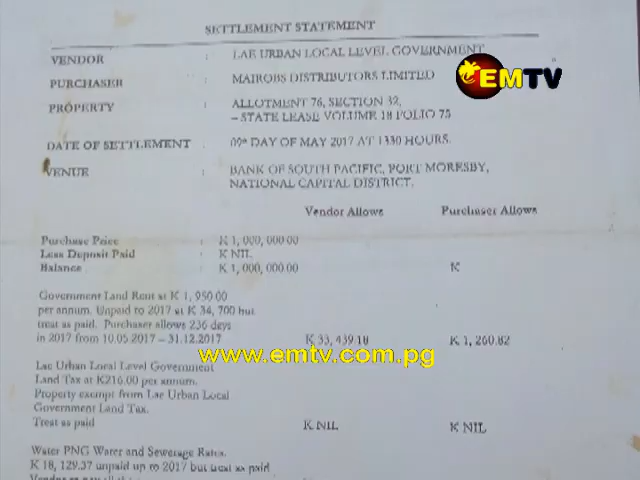 SETTLEMENT STATEMENT
VENDOR : LAE URBAN LOCAL LEVEL GOVERNMENT
PURCHASER : MAIROBS DISTRIBUTORS LIMITED
EMTV
PROPERTY : ALLOTMENT 76, SECTION 32,
– STATE LEASE VOLUME 18 FOLIO 75
DATE OF SETTLEMENT : 09th DAY OF MAY 2017 AT 1330 HOURS.
VENUE : BANK OF SOUTH PACIFIC, PORT MORESBY,
NATIONAL CAPITAL DISTRICT.
Vendor Allows Purchaser Allows
Purchase Price : K 1, 000, 000.00
Less Deposit Paid : K NIL
Balance : K 1, 000, 000.00 K
Government Land Rent at K 1, 950.00
per annum. Unpaid to 2017 at K 34, 700 but
treat as paid. Purchaser allows 236 days
in 2017 from 10.05.2017 – 31.12.2017 K 33, 439.18 K 1, 260.82
www.emtv.com.pg
Lae Urban Local Level Government
Land Tax at K216.00 per annum.
Property exempt from Lae Urban Local
Government Land Tax.
Treat as paid K NIL K NIL
Water PNG Water and Sewerage Rates.
K 18, 129.37 unpaid up to 2017 but treat as paid